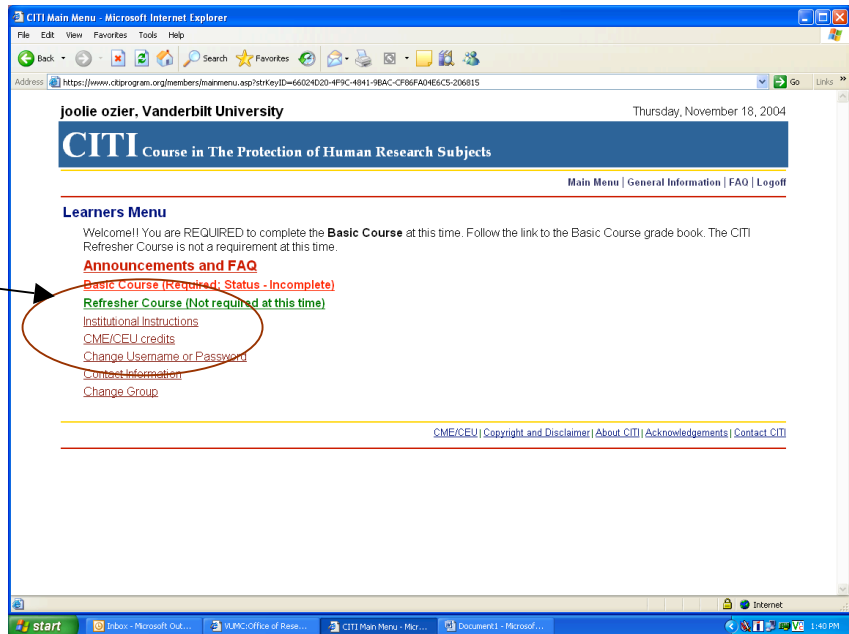 CITI Main Menu - Microsoft Internet Explorer
File Edit View Favorites Tools Help
Back Search Favorites
Address https://www.citiprogram.org/members/mainmenu.asp?strKeyID=66024D20-4F9C-4841-9BAC-CF86FA04E6C5-206815 Go Links »
joolie ozier, Vanderbilt University Thursday, November 18, 2004
CITI Course in The Protection of Human Research Subjects
Main Menu | General Information | FAQ | Logoff
Learners Menu
Welcome!! You are REQUIRED to complete the Basic Course at this time. Follow the link to the Basic Course grade book. The CITI
Refresher Course is not a requirement at this time.
Announcements and FAQ
Basic Course (Required; Status - Incomplete)
Refresher Course (Not required at this time)
Institutional Instructions
CME/CEU credits
Change Username or Password
Contact Information
Change Group
CME/CEU | Copyright and Disclaimer | About CITI | Acknowledgements | Contact CITI
Internet
start Inbox - Microsoft Out... VUMC:Office of Rese... CITI Main Menu - Micr... Document1 - Microsof... 1:40 PM